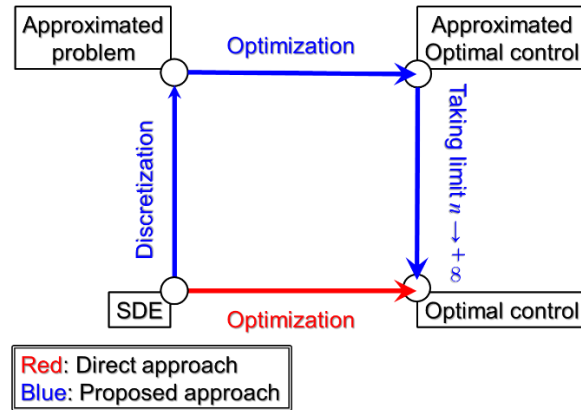 Approximated
problem
Optimization
Approximated
Optimal control
Discretization
Taking limit n → +∞
SDE
Optimization
Optimal control
Red: Direct approach
Blue: Proposed approach